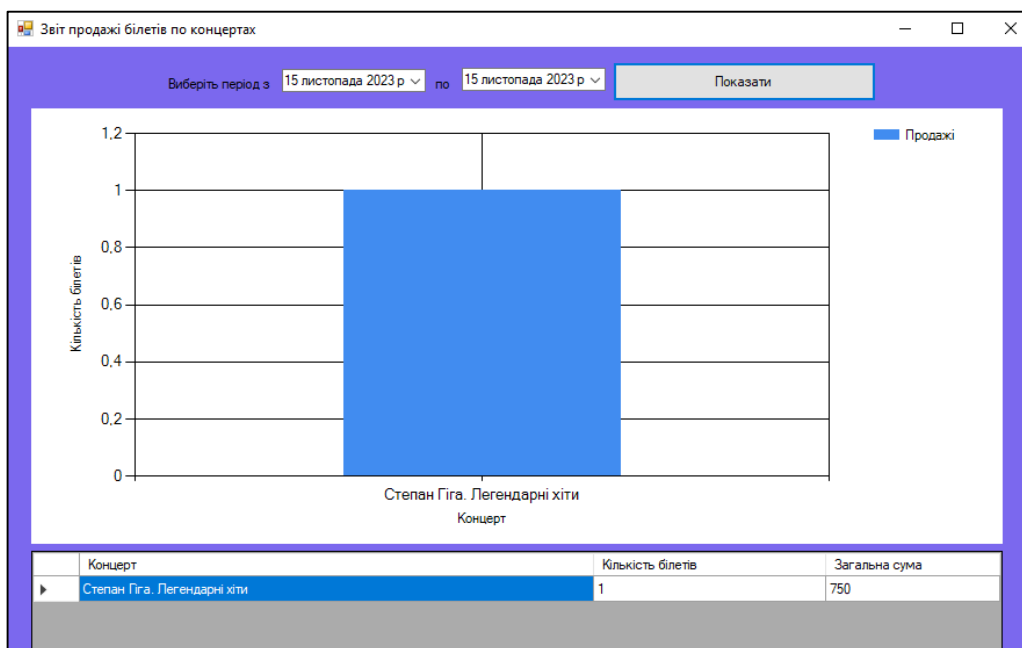 Звіт продажі білетів по концертах
Виберіть період з 15 листопада 2023 р по 15 листопада 2023 р Показати
1,2
1
0,8
0,6
0,4
0,2
0
Кількість білетів
Продажі
Степан Гіга. Легендарні хіти
Концерт
Концерт Кількість білетів Загальна сума
Степан Гіга. Легендарні хіти 1 750